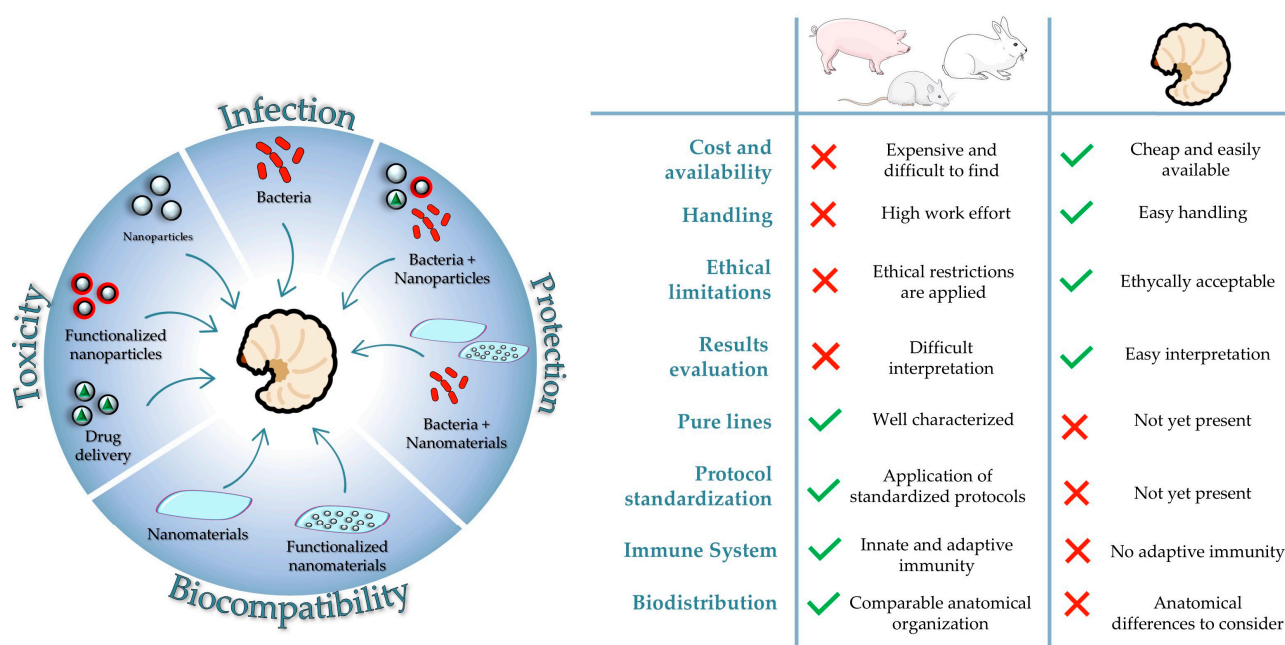 Infection
Bacteria
Nanoparticles
Bacteria +
Nanoparticles
Toxicity
Functionalized
nanoparticles
Protection
Drug
delivery
Bacteria +
Nanomaterials
Nanomaterials
Functionalized
nanomaterials
Biocompatibility
Cost and
availability
Expensive and
difficult to find
Cheap and easily
available
Handling
High work effort
Easy handling
Ethical
limitations
Ethical restrictions
are applied
Ethycally acceptable
Results
evaluation
Difficult
interpretation
Easy interpretation
Pure lines
Well characterized
Not yet present
Protocol
standardization
Application of
standardized protocols
Not yet present
Immune System
Innate and adaptive
immunity
No adaptive immunity
Biodistribution
Comparable anatomical
organization
Anatomical
differences to consider